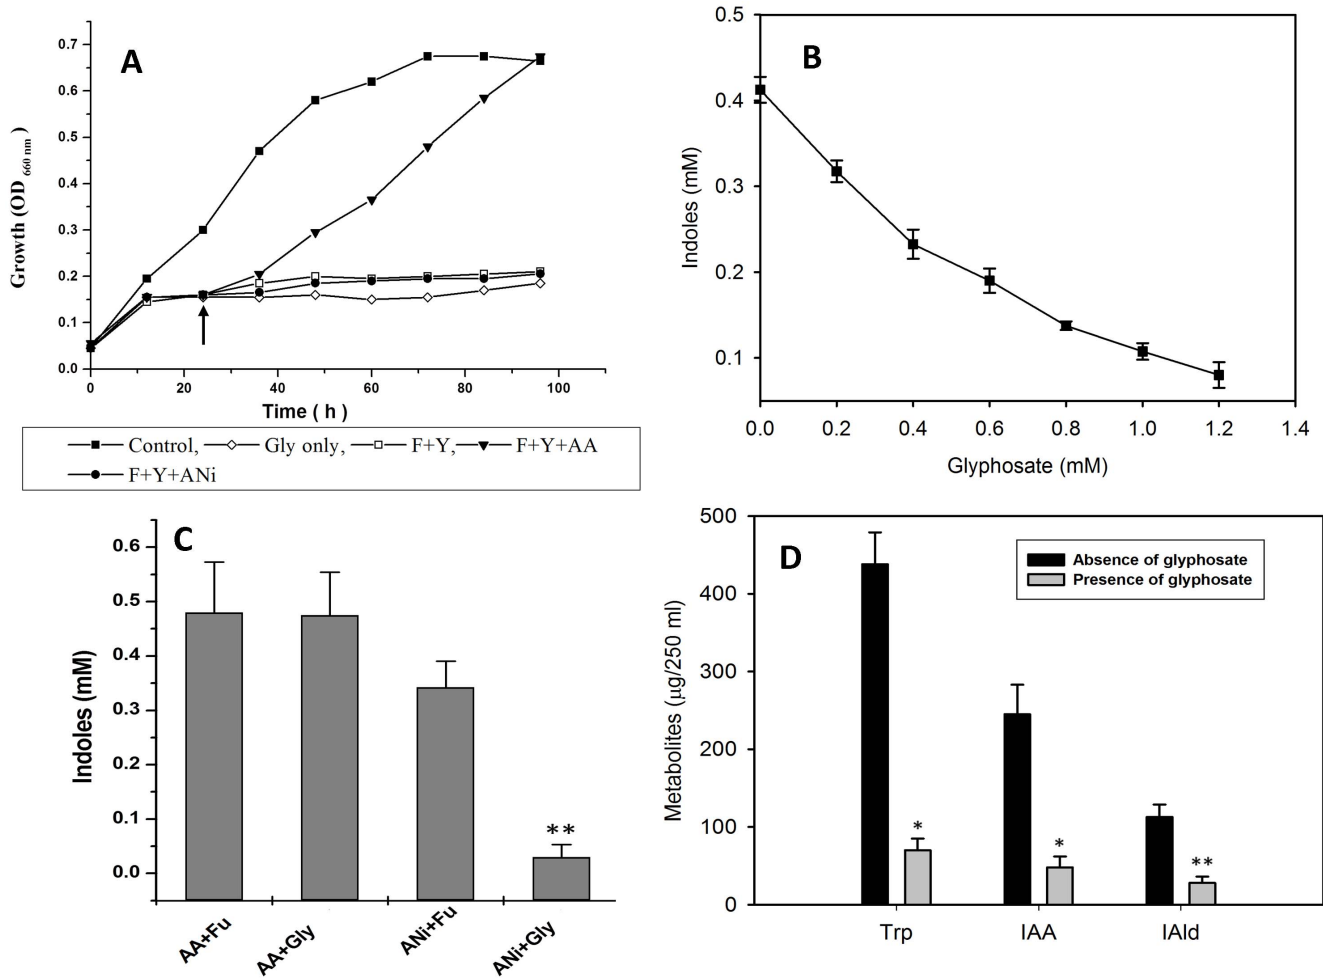 A
0.7
0.6
0.5
0.4
0.3
0.2
0.1
0.0
Growth (OD 660 nm )
0 20 40 60 80 100
Time ( h )
Control, Gly only, F+Y, F+Y+AA
F+Y+ANi
B
0.5
0.4
0.3
0.2
0.1
Indoles (mM)
0.0 0.2 0.4 0.6 0.8 1.0 1.2 1.4
Glyphosate (mM)
C
0.6
0.5
0.4
0.3
0.2
0.1
0.0
Indoles (mM)
**
AA+Fu AA+Gly ANi+Fu ANi+Gly
D
500
400
300
200
100
0
Metabolites (μg/250 ml)
Absence of glyphosate
Presence of glyphosate
* * **
Trp IAA IAld